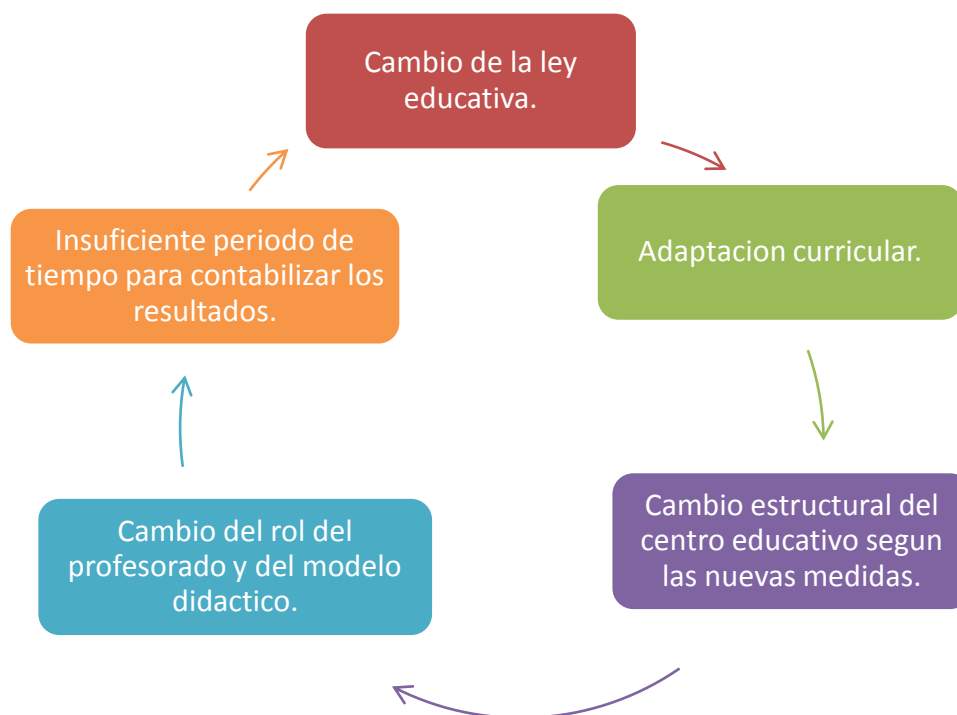 Cambio de la ley
educativa.
Adaptacion curricular.
Cambio estructural del
centro educativo segun
las nuevas medidas.
Cambio del rol del
profesorado y del modelo
didactico.
Insuficiente periodo de
tiempo para contabilizar los
resultados.